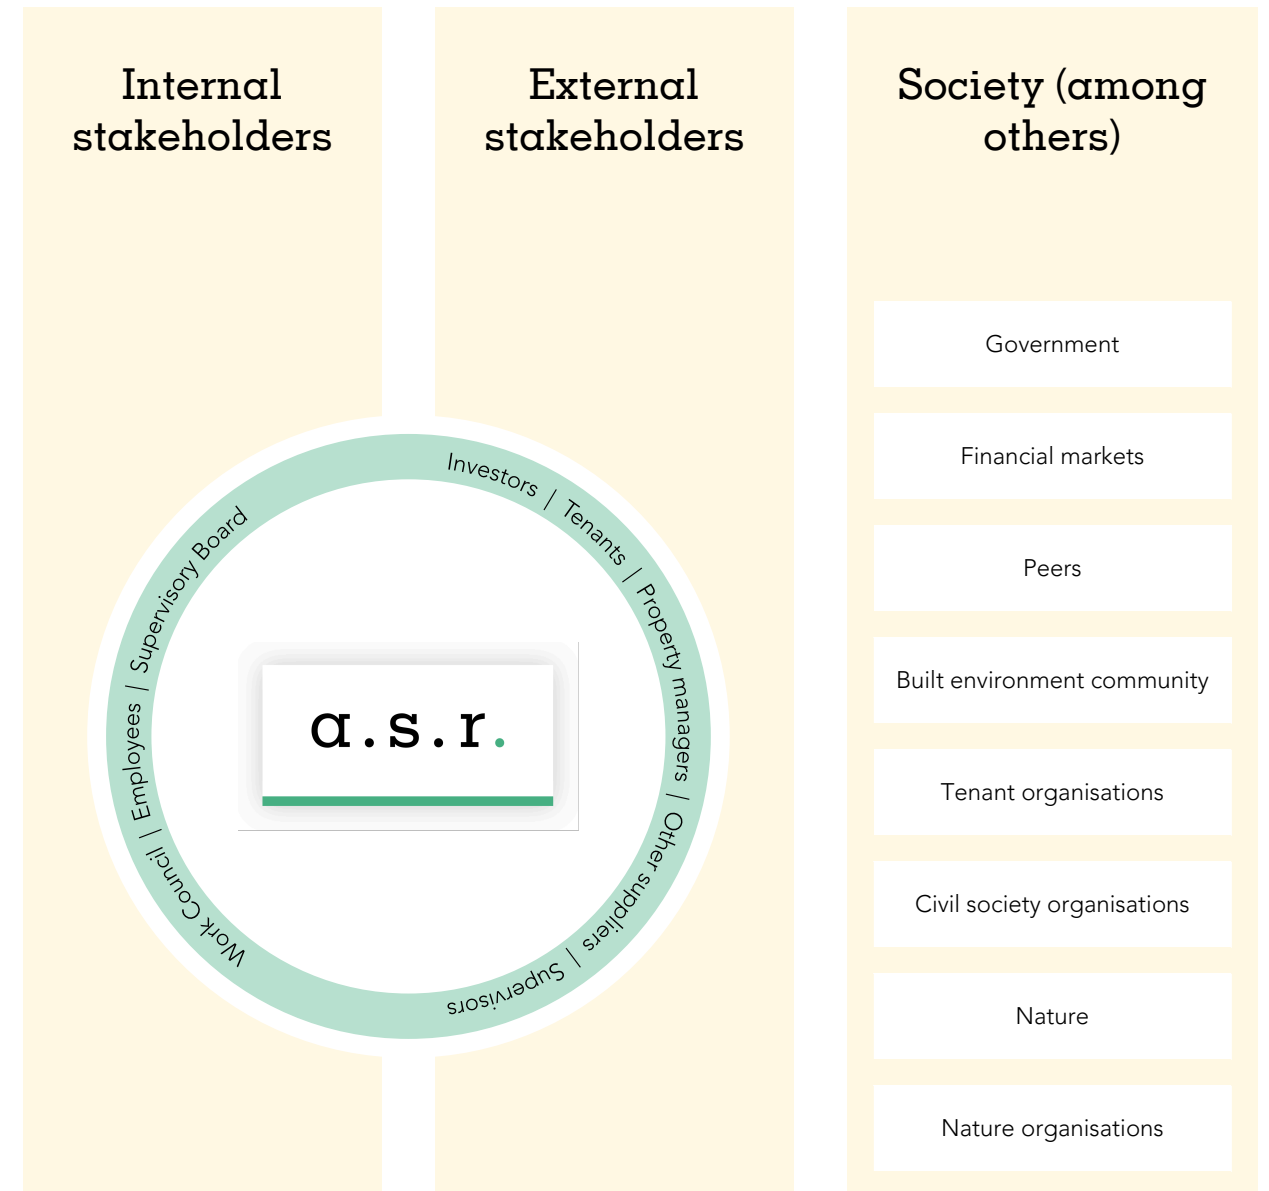 Internal
stakeholders
External
stakeholders
Society (among
others)
Work Council | Employees | Supervisory Board
Investors | Tenants | Property managers | Other suppliers | Supervisors
a.s.r.
Government
Financial markets
Peers
Built environment community
Tenant organisations
Civil society organisations
Nature
Nature organisations